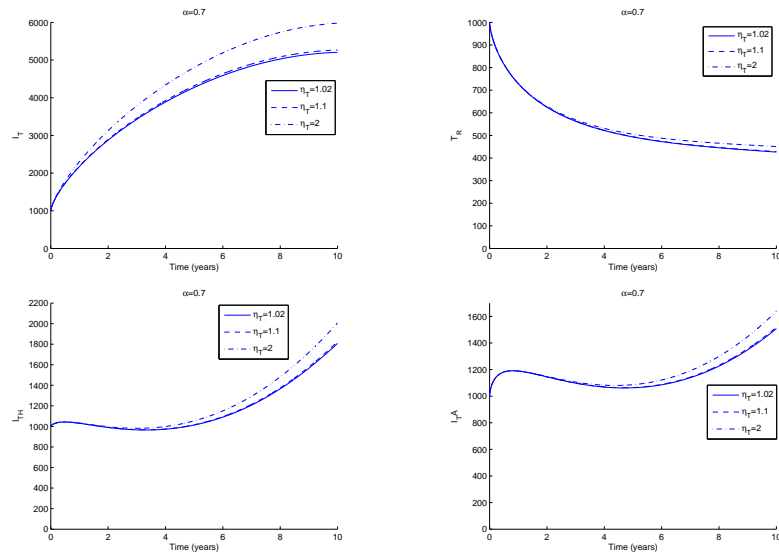 α=0.7
6000
5000
4000
3000
2000
1000
0
I_T
η_T=1.02
η_T=1.1
η_T=2
0 2 4 6 8 10
Time (years)
α=0.7
1000
900
800
700
600
500
400
300
200
100
0
T_R
η_T=1.02
η_T=1.1
η_T=2
0 2 4 6 8 10
Time (years)
α=0.7
2200
2000
1800
1600
1400
1200
1000
800
600
400
200
0
I_TH
η_T=1.02
η_T=1.1
η_T=2
0 2 4 6 8 10
Time (years)
α=0.7
1600
1400
1200
1000
800
600
400
200
0
I_TA
η_T=1.02
η_T=1.1
η_T=2
0 2 4 6 8 10
Time (years)